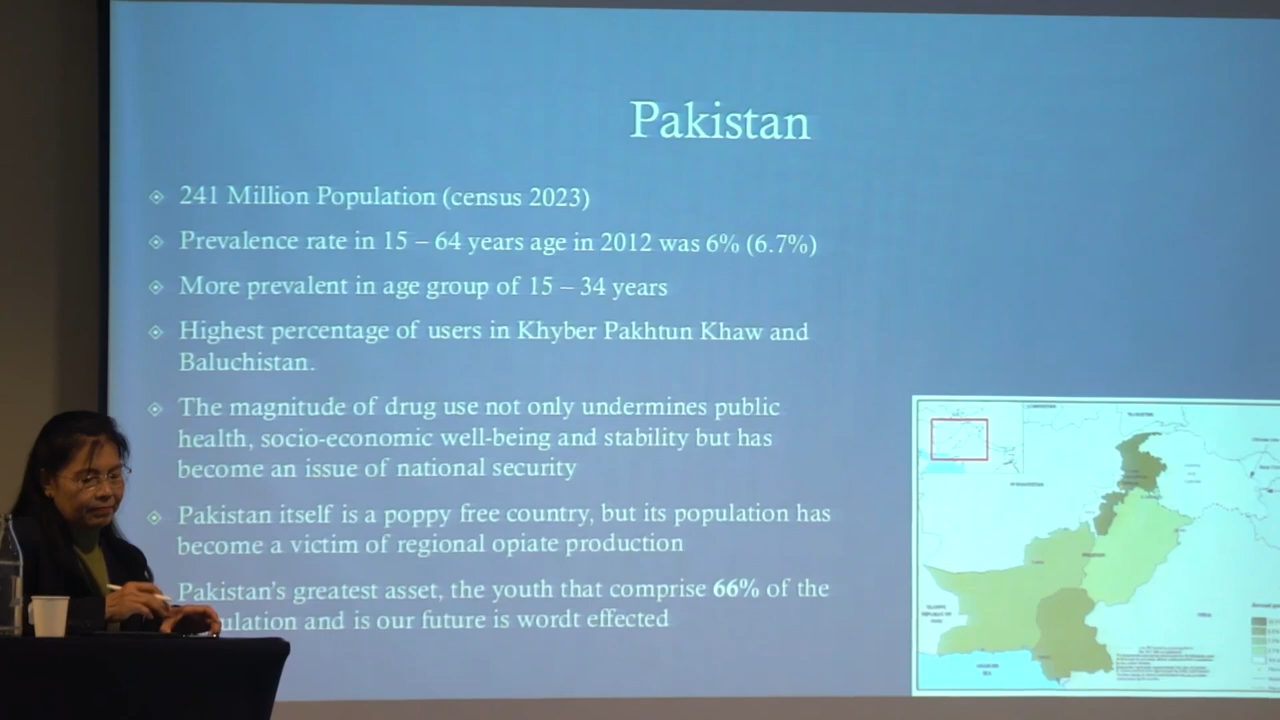 Pakistan
241 Million Population (census 2023)
Prevalence rate in 15 – 64 years age in 2012 was 6% (6.7%)
More prevalent in age group of 15 – 34 years
Highest percentage of users in Khyber Pakhtun Khaw and
Baluchistan.
The magnitude of drug use not only undermines public
health, socio-economic well-being and stability but has
become an issue of national security
Pakistan itself is a poppy free country, but its population has
become a victim of regional opiate production
Pakistan's greatest asset, the youth that comprise 66% of the
ulation and is our future is wordt effected